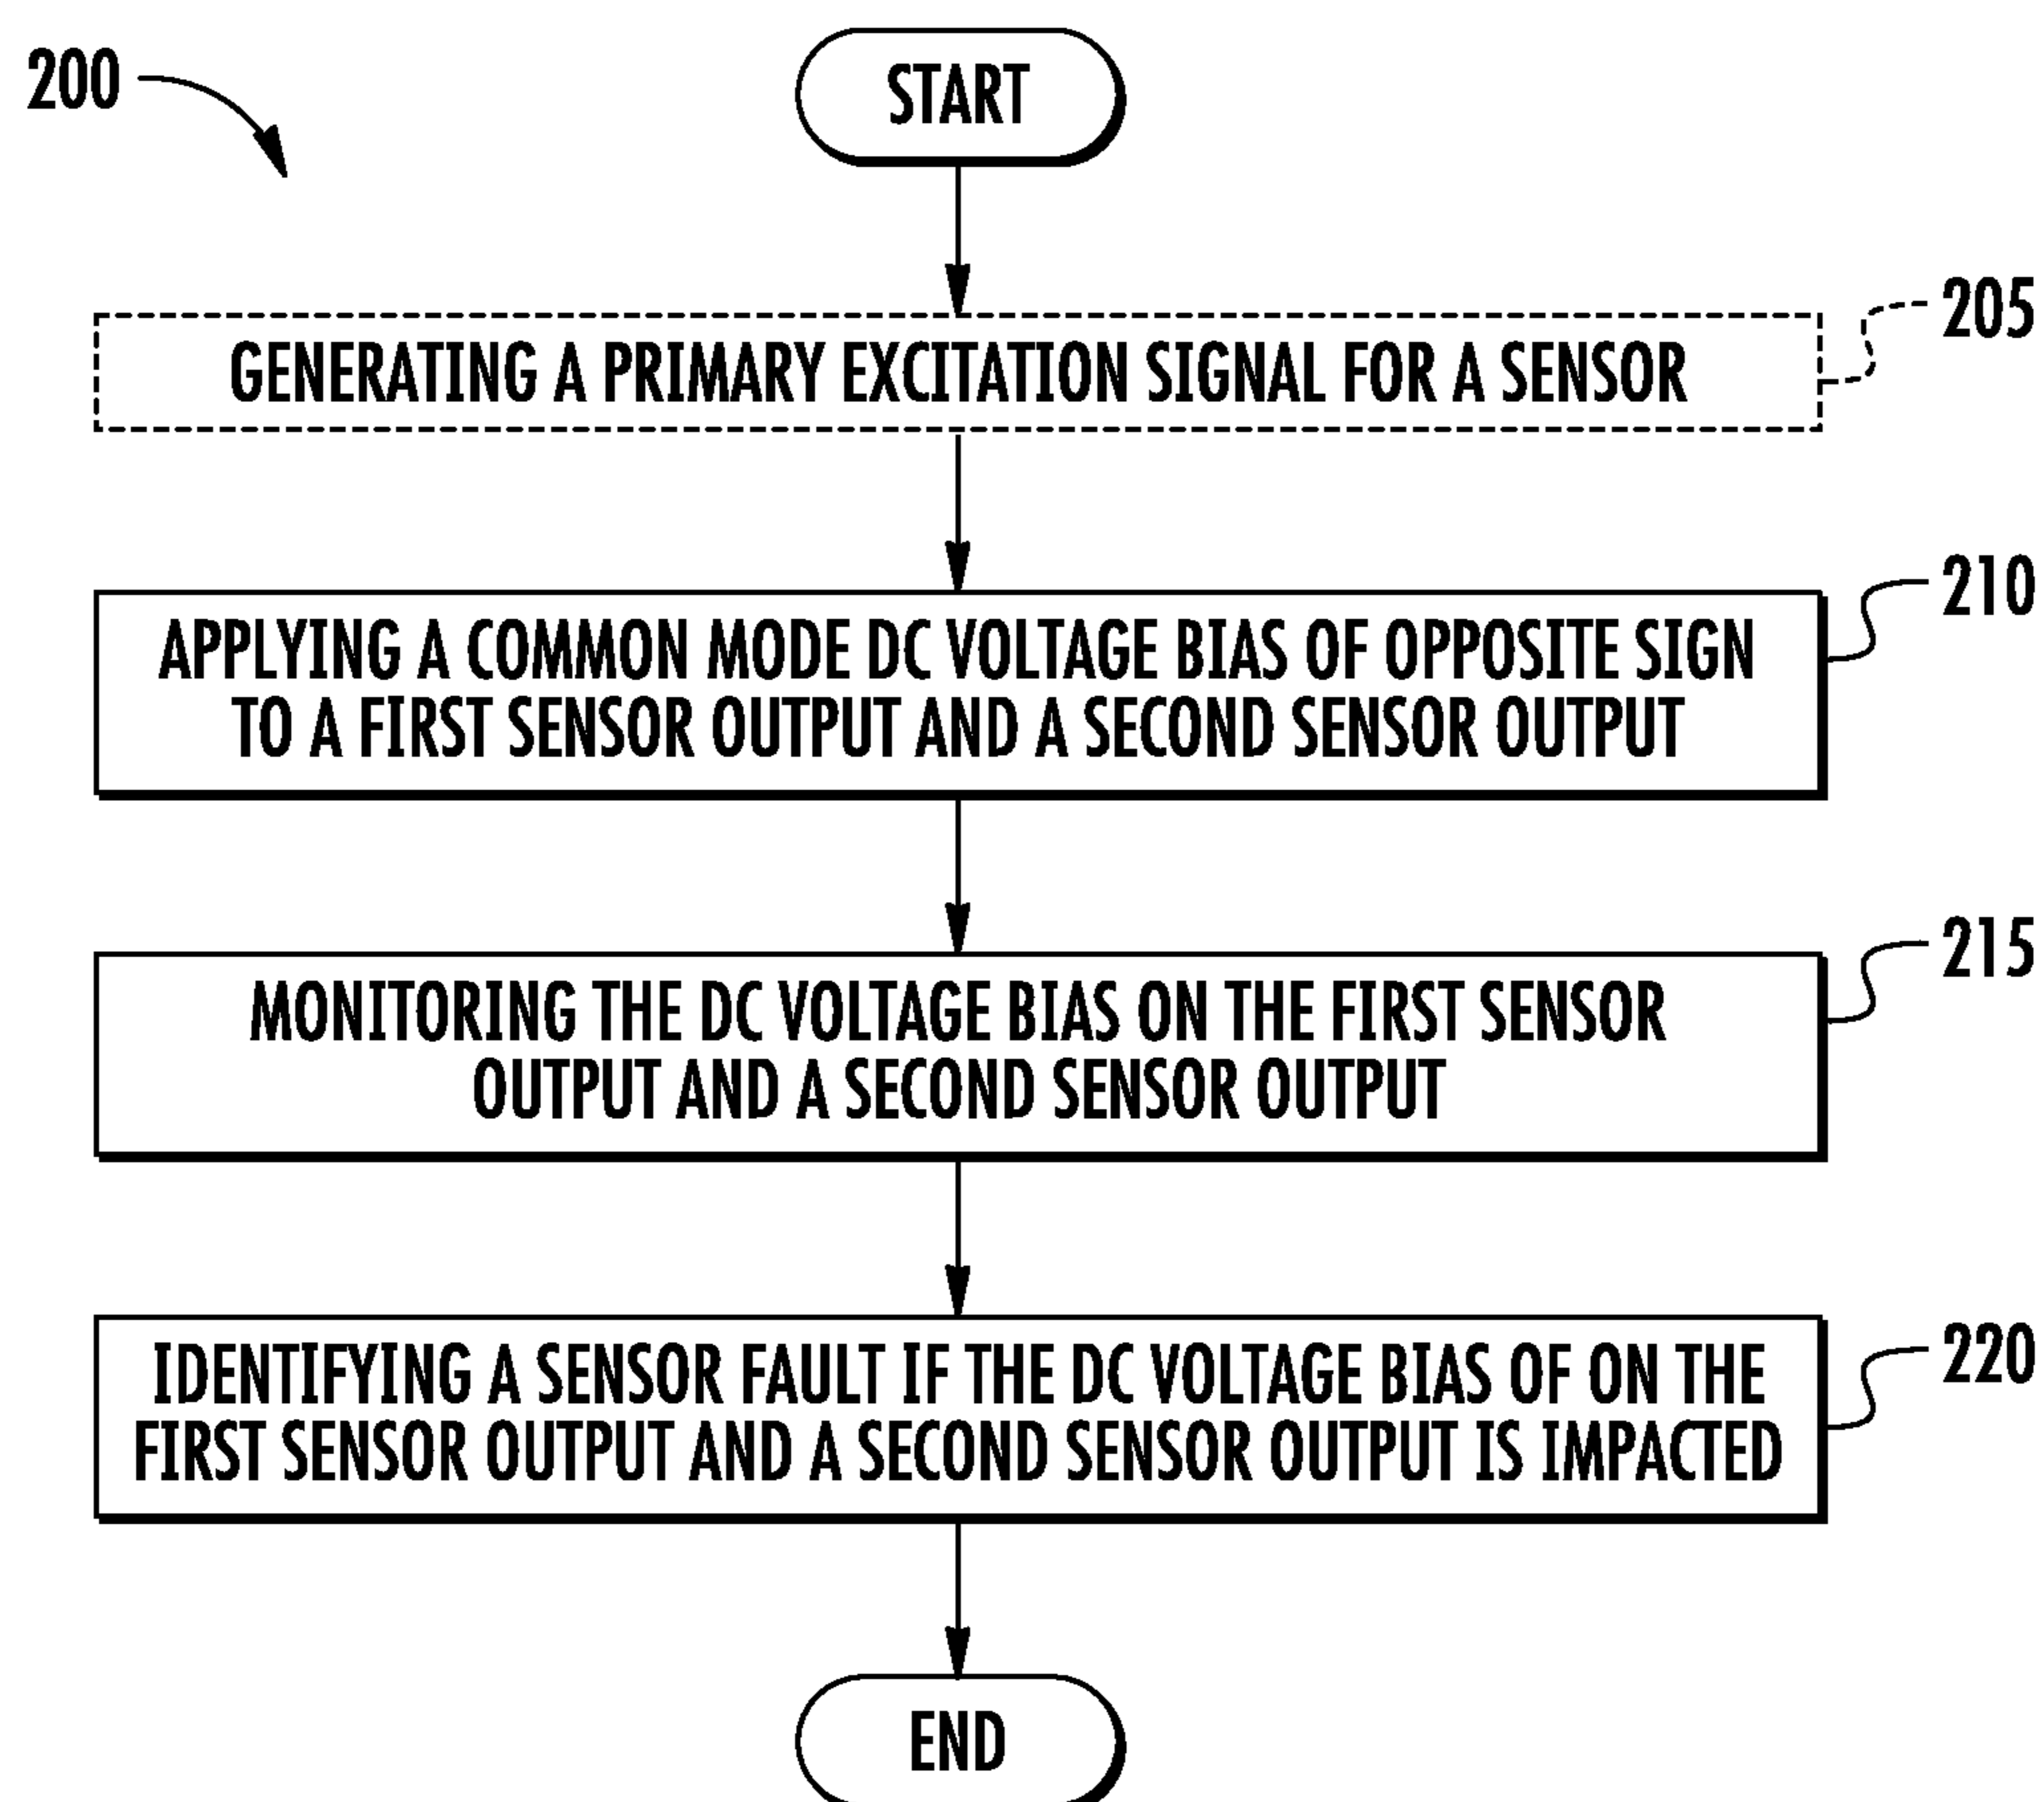 200
START
205
GENERATING A PRIMARY EXCITATION SIGNAL FOR A SENSOR
210
APPLYING A COMMON MODE DC VOLTAGE BIAS OF OPPOSITE SIGN
TO A FIRST SENSOR OUTPUT AND A SECOND SENSOR OUTPUT
215
MONITORING THE DC VOLTAGE BIAS ON THE FIRST SENSOR
OUTPUT AND A SECOND SENSOR OUTPUT
220
IDENTIFYING A SENSOR FAULT IF THE DC VOLTAGE BIAS OF ON THE
FIRST SENSOR OUTPUT AND A SECOND SENSOR OUTPUT IS IMPACTED
END